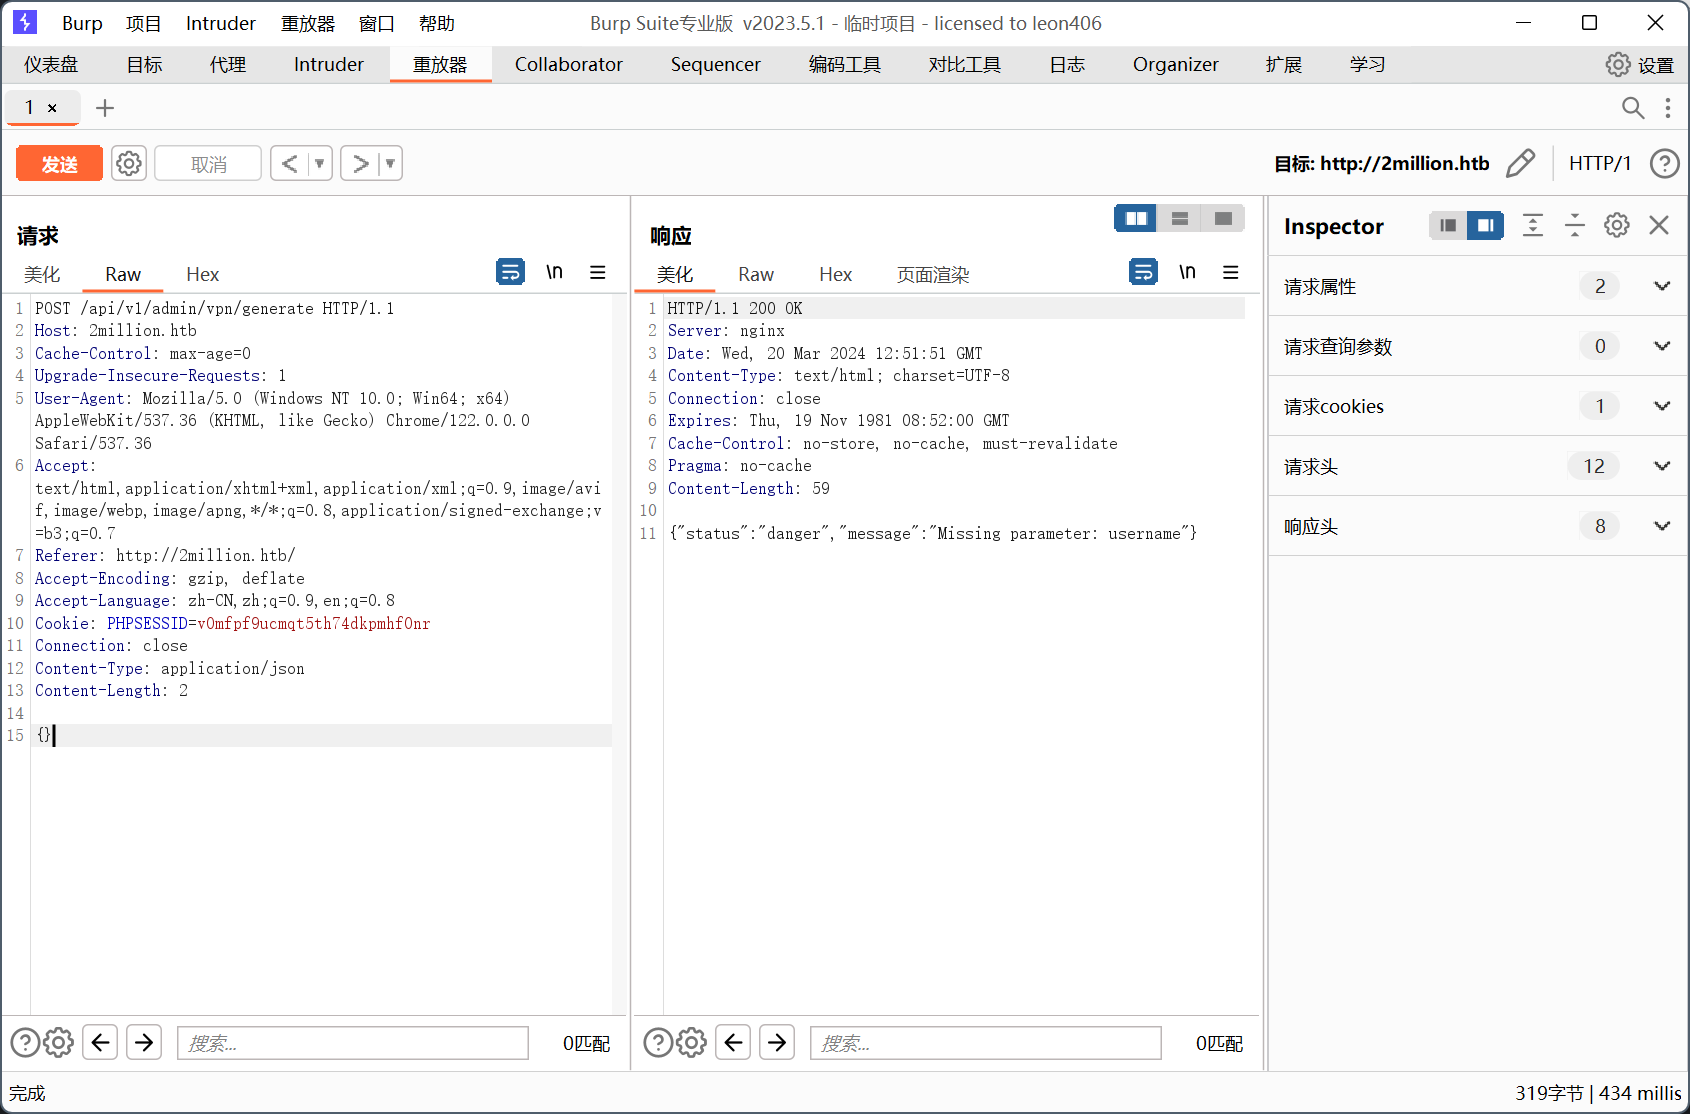 Burp 项目 Intruder 重放器 窗口 帮助 Burp Suite专业版 v2023.5.1 - 临时项目 - licensed to leon406
仪表盘 目标 代理 Intruder 重放器 Collaborator Sequencer 编码工具 对比工具 日志 Organizer 扩展 学习 设置
1 × +
发送 取消 < > 目标: http://2million.htb HTTP/1
请求
美化 Raw Hex \n
1 POST /api/v1/admin/vpn/generate HTTP/1.1
2 Host: 2million.htb
3 Cache-Control: max-age=0
4 Upgrade-Insecure-Requests: 1
5 User-Agent: Mozilla/5.0 (Windows NT 10.0; Win64; x64)
AppleWebKit/537.36 (KHTML, like Gecko) Chrome/122.0.0.0
Safari/537.36
6 Accept:
text/html,application/xhtml+xml,application/xml;q=0.9,image/avi
f,image/webp,image/apng,*/*;q=0.8,application/signed-exchange;v
=b3;q=0.7
7 Referer: http://2million.htb/
8 Accept-Encoding: gzip, deflate
9 Accept-Language: zh-CN,zh;q=0.9,en;q=0.8
10 Cookie: PHPSESSID=v0mfpf9ucmqt5th74dkpmhf0nr
11 Connection: close
12 Content-Type: application/json
13 Content-Length: 2
14
15 {}
搜索... 0匹配
响应
美化 Raw Hex 页面渲染 \n
1 HTTP/1.1 200 OK
2 Server: nginx
3 Date: Wed, 20 Mar 2024 12:51:51 GMT
4 Content-Type: text/html; charset=UTF-8
5 Connection: close
6 Expires: Thu, 19 Nov 1981 08:52:00 GMT
7 Cache-Control: no-store, no-cache, must-revalidate
8 Pragma: no-cache
9 Content-Length: 59
10
11 {"status":"danger","message":"Missing parameter: username"}
搜索... 0匹配
Inspector
请求属性 2
请求查询参数 0
请求cookies 1
请求头 12
响应头 8
完成 319字节 | 434 millis